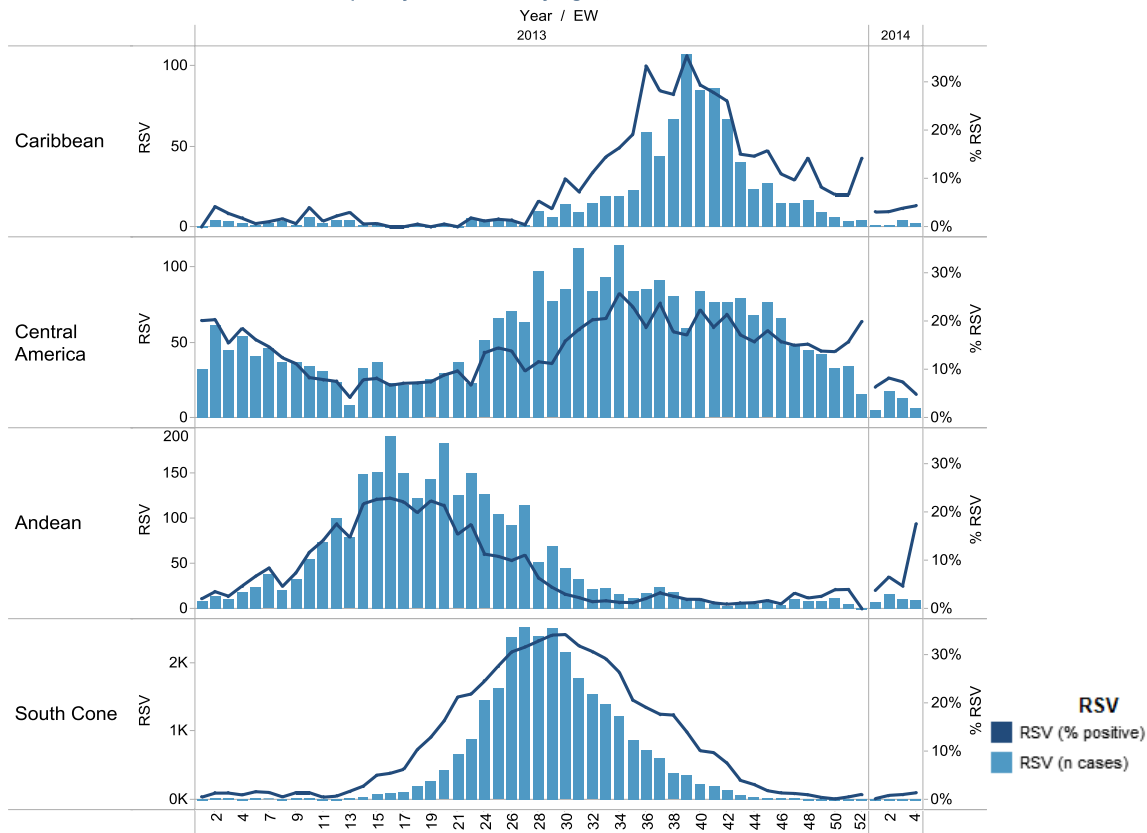 Year / EW
2013 2014
Caribbean
RSV
100
50
0
30%
20%
10%
0%
% RSV
Central
America
RSV
100
50
0
30%
20%
10%
0%
% RSV
Andean
RSV
200
150
100
50
0
30%
20%
10%
0%
% RSV
South Cone
RSV
2K
1K
0K
30%
20%
10%
0%
% RSV
2 4 7 9 11 13 15 17 19 21 24 26 28 30 32 34 36 38 40 42 44 46 48 50 52 2 4
RSV
RSV (% positive)
RSV (n cases)